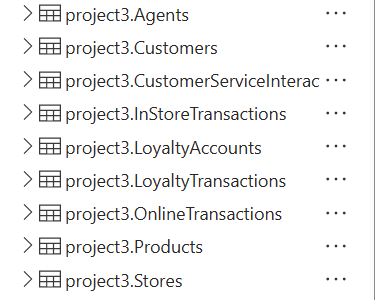 project3.Agents
project3.Customers
project3.CustomerServiceInterac
project3.InStoreTransactions
project3.LoyaltyAccounts
project3.LoyaltyTransactions
project3.OnlineTransactions
project3.Products
project3.Stores